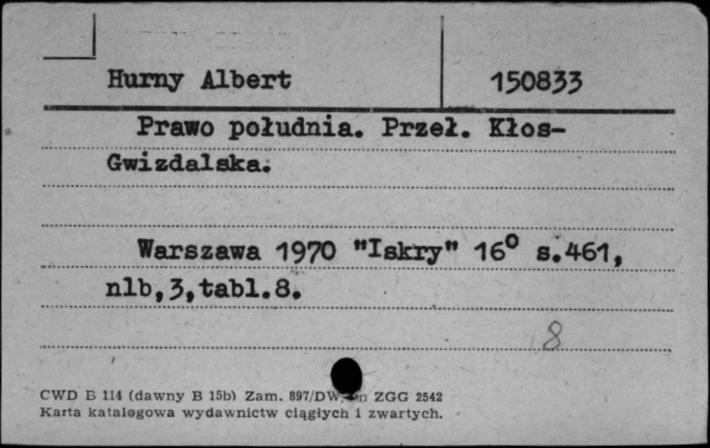 Hurny Albert 150833
Prawo południa. Przeł. Kłos-
Gwizdalska.
Warszawa 1970 "Iskry" 16° s.461,
nlb,3,tabl.8.
8
CWD B 114 (dawny B 15b) Zam. 897/DW, ZGG 2542
Karta katalogowa wydawnictw ciągłych i zwartych.